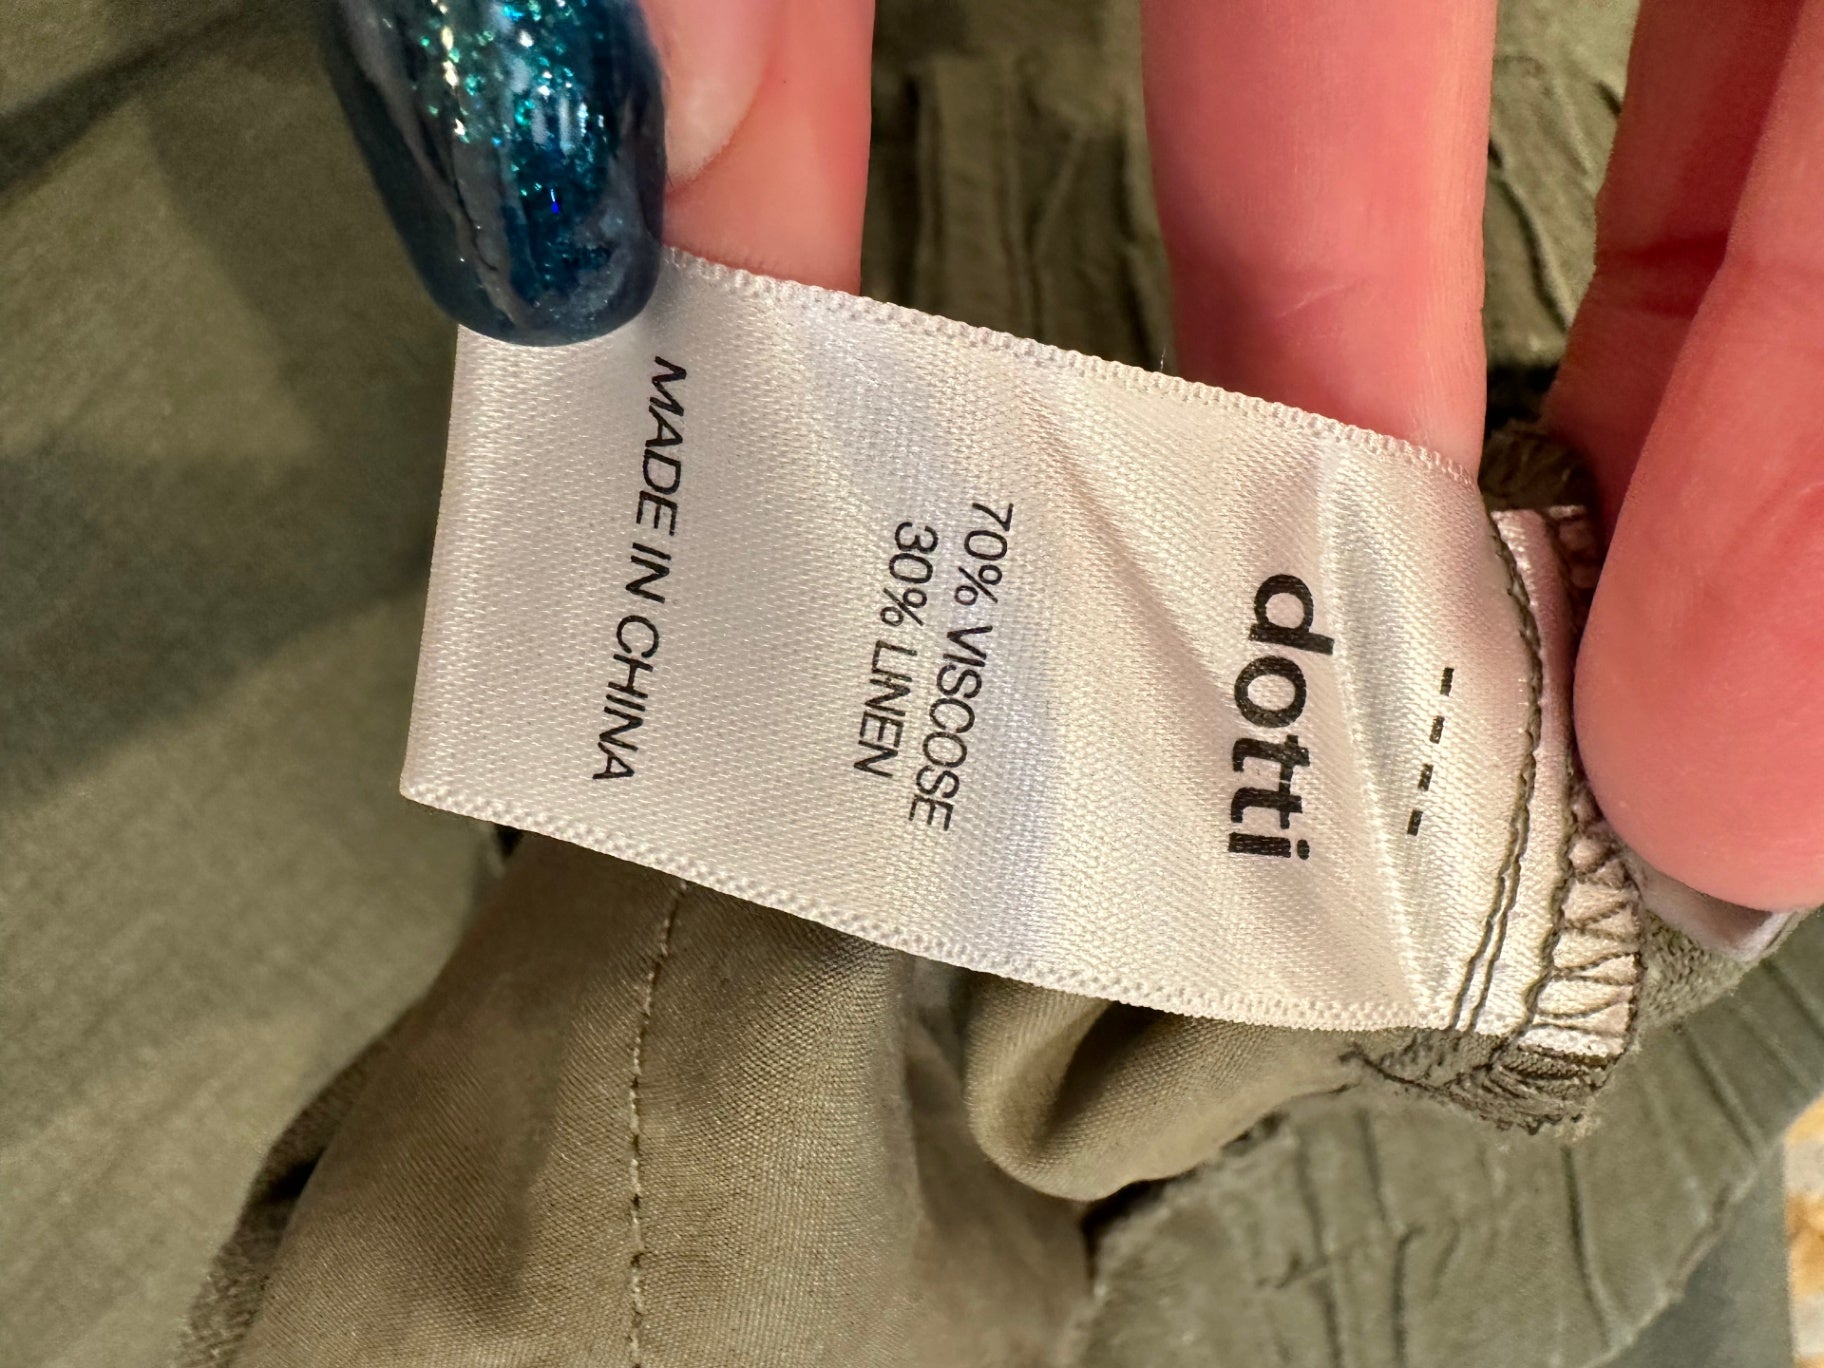 dotti
70% VISCOSE
30% LINEN
MADE IN CHINA